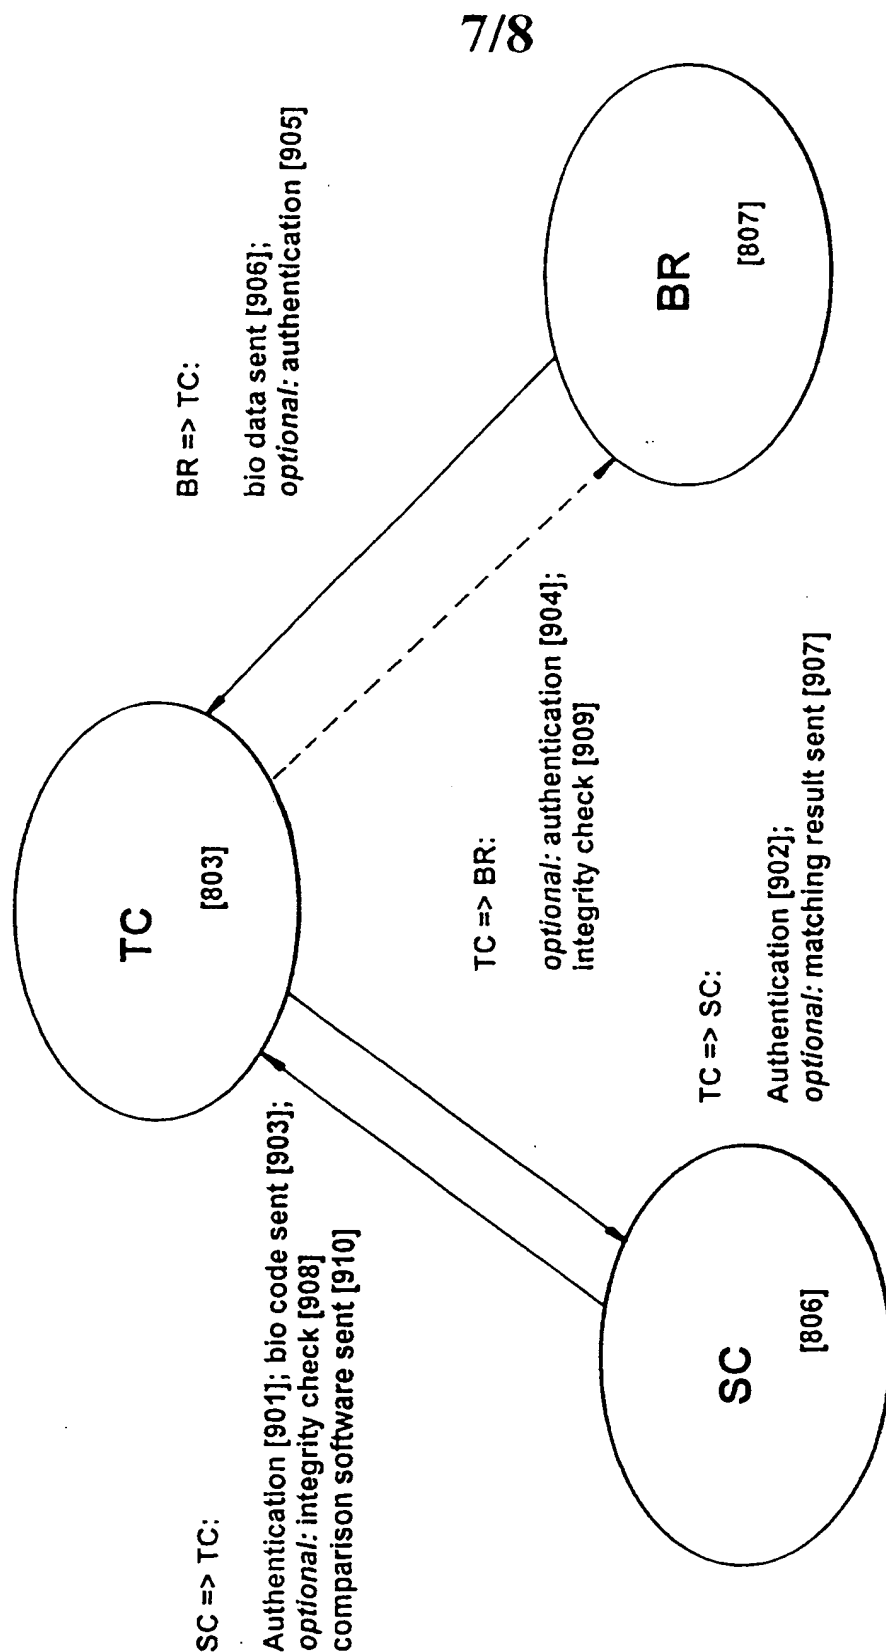 7/8
SC => TC:
Authentication [901]; bio code sent [903];
optional: integrity check [908]
comparison software sent [910]
TC
[803]
BR => TC:
bio data sent [906];
optional: authentication [905]
TC => BR:
optional: authentication [904];
integrity check [909]
TC => SC:
Authentication [902];
optional: matching result sent [907]
SC
[806]
BR
[807]